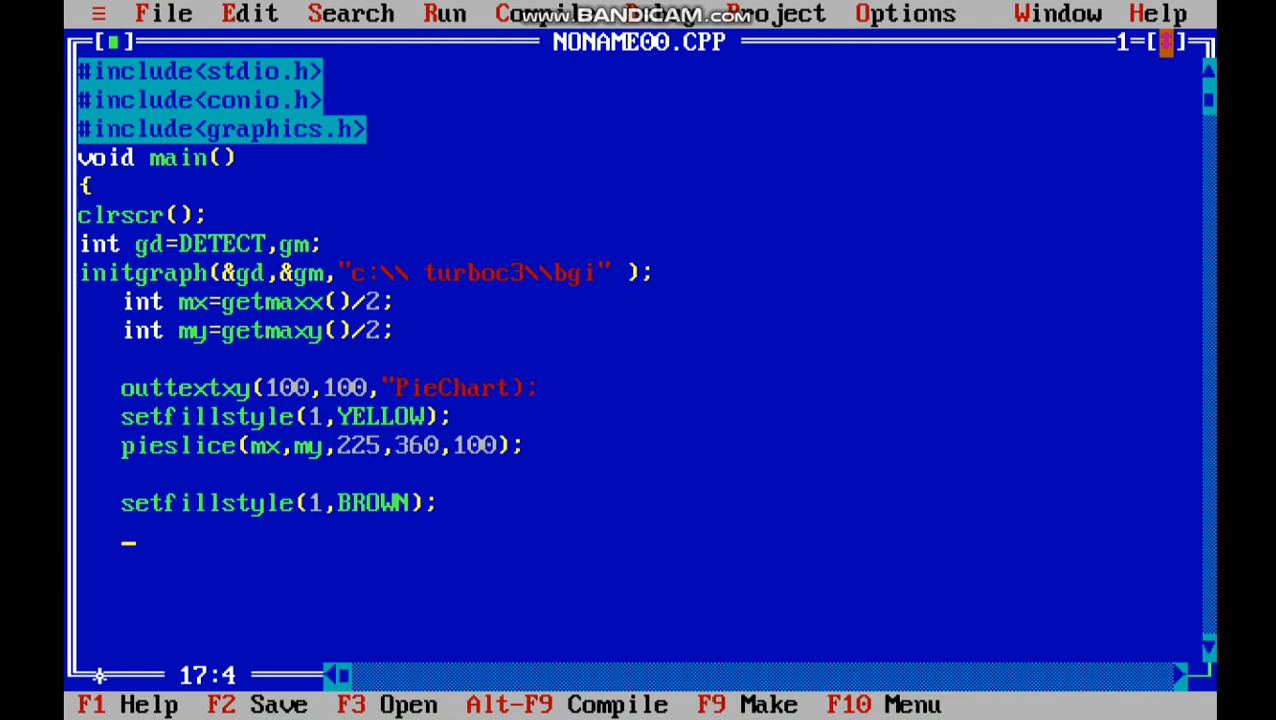 ≡ File Edit Search Run Compile Debug Project Options Window Help
www.BANDICAM.com
[■] NONAME00.CPP 1=[↕]
#include<stdio.h>
#include<conio.h>
#include<graphics.h>
void main()
{
clrscr();
int gd=DETECT,gm;
initgraph(&gd,&gm,"c:\\ turboc3\\bgi" );
int mx=getmaxx()/2;
int my=getmaxy()/2;
outtextxy(100,100,"PieChart);
setfillstyle(1,YELLOW);
pieslice(mx,my,225,360,100);
setfillstyle(1,BROWN);
17:4
F1 Help F2 Save F3 Open Alt-F9 Compile F9 Make F10 Menu